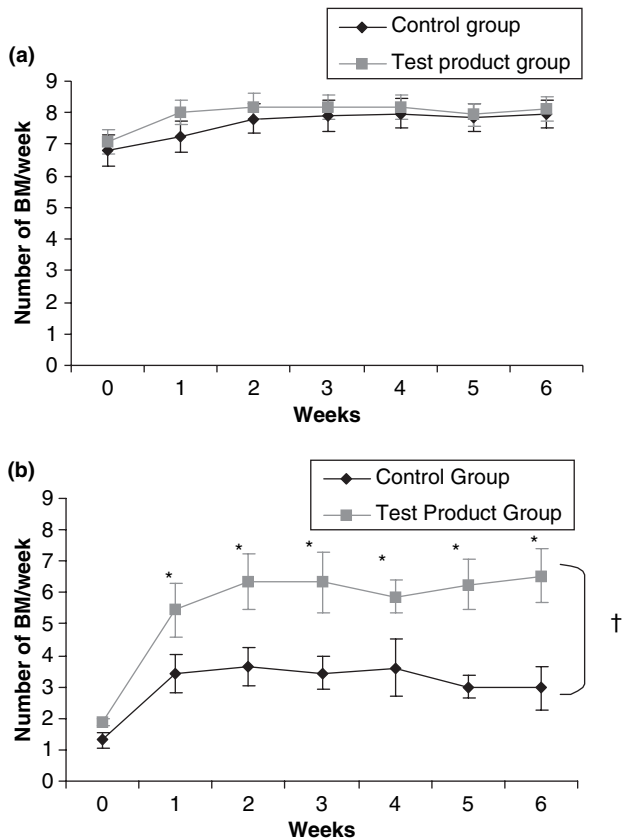 (a)
Control group
Test product group
Number of BM/week
9
8
7
6
5
4
3
2
1
0
0 1 2 3 4 5 6
Weeks
(b)
Control Group
Test Product Group
Number of BM/week
9
8
7
6
5
4
3
2
1
0
* * * * * *
†
0 1 2 3 4 5 6
Weeks